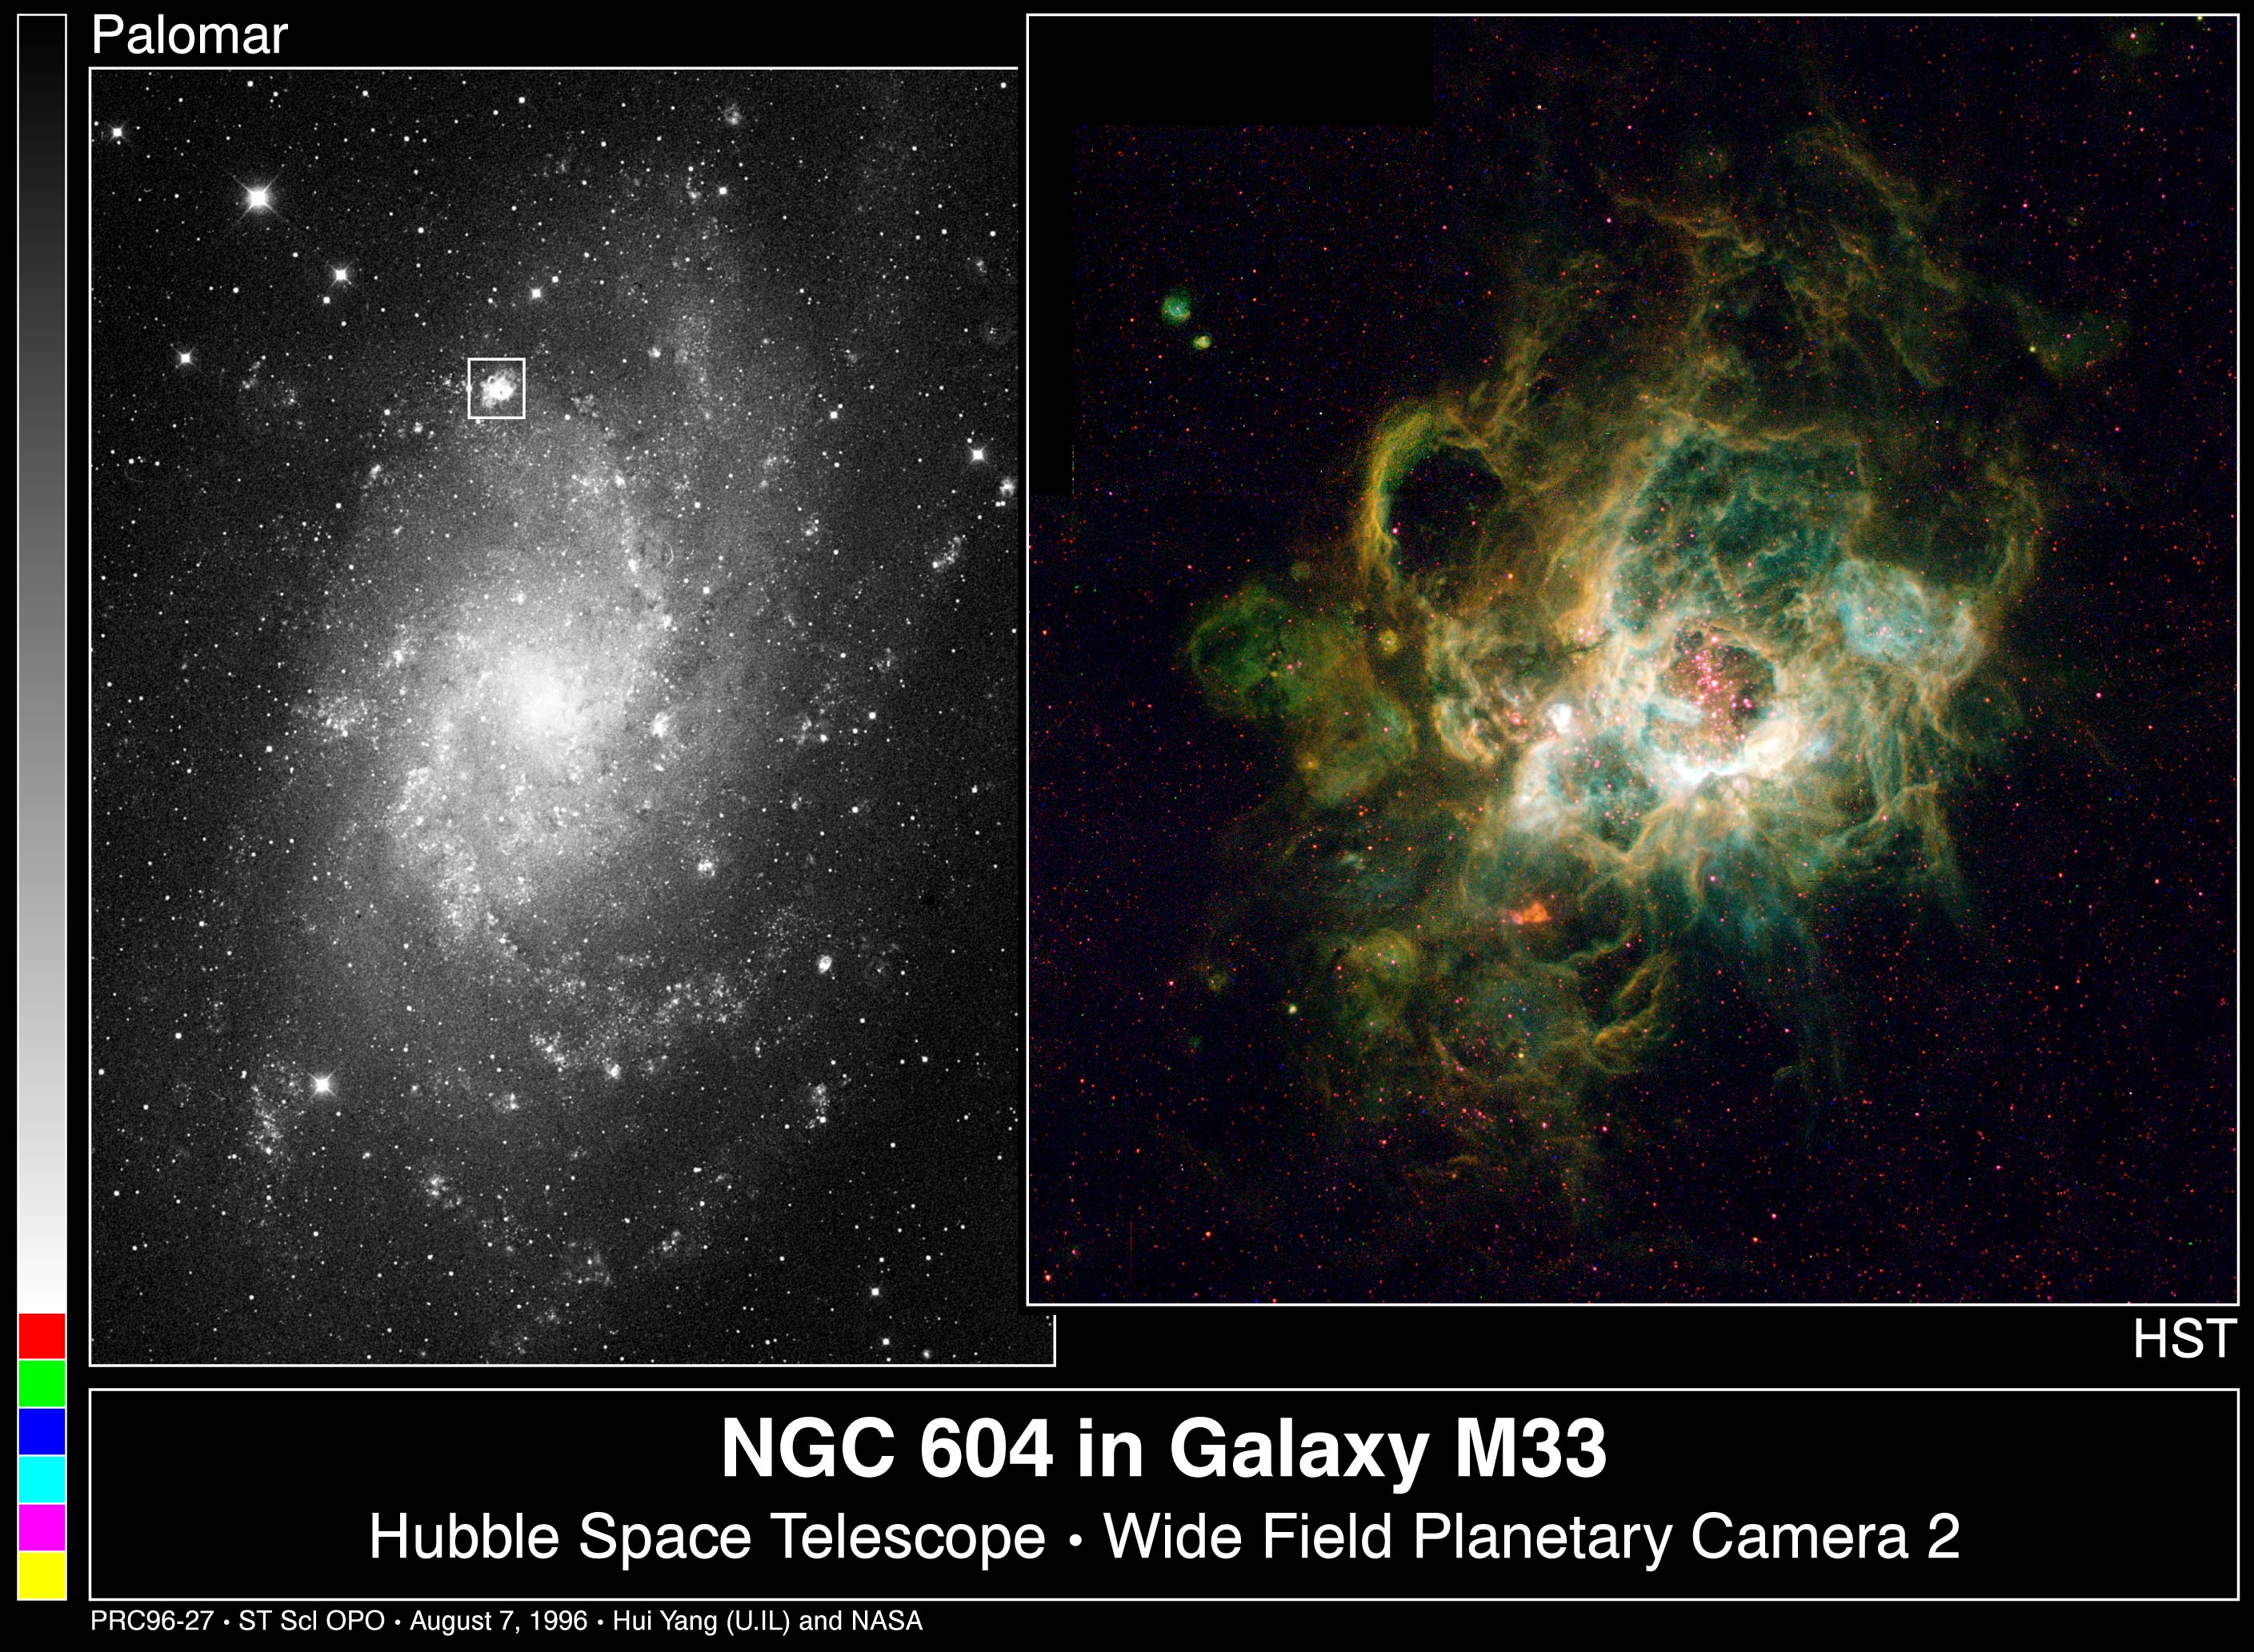 Palomar
HST
NGC 604 in Galaxy M33
Hubble Space Telescope • Wide Field Planetary Camera 2
PRC96-27 • ST ScI OPO • August 7, 1996 • Hui Yang (U.IL) and NASA